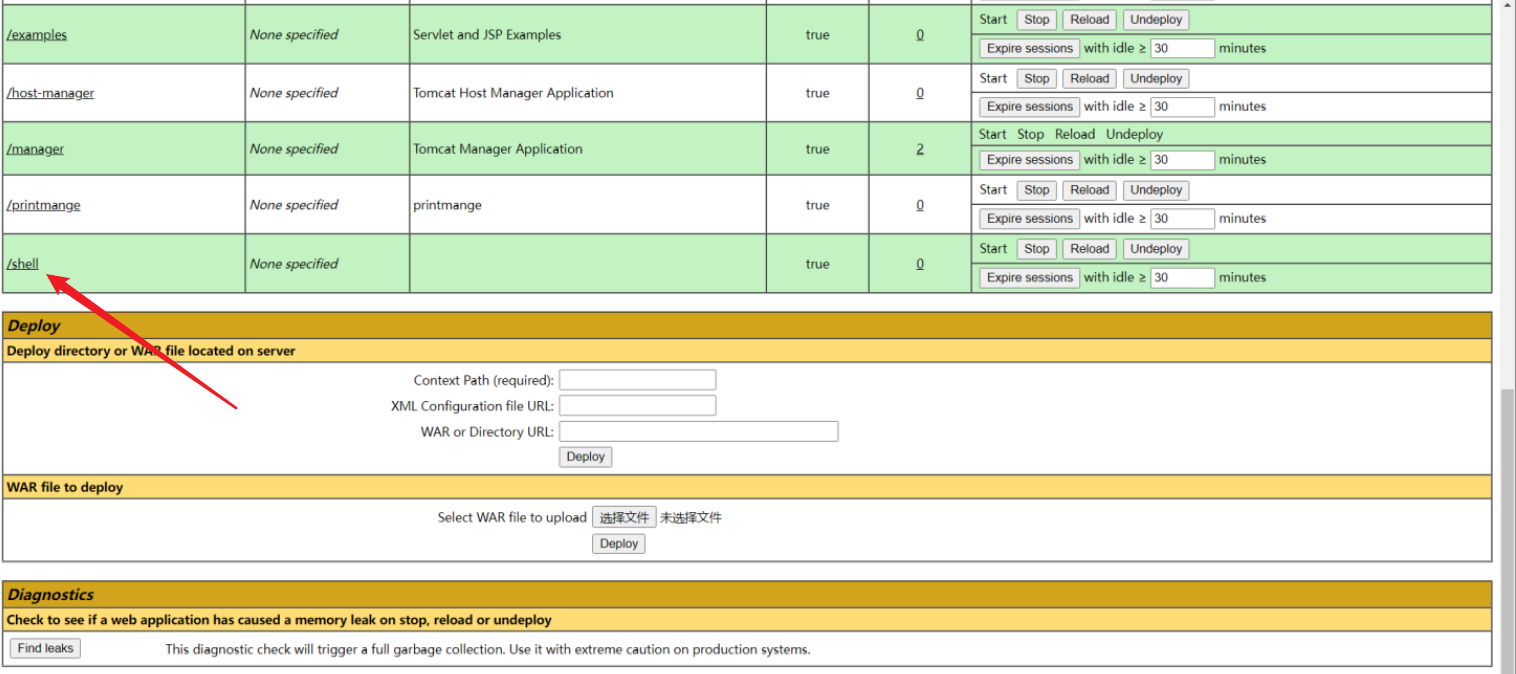 Start Stop Reload Undeploy
/examples None specified Servlet and JSP Examples true 0
Expire sessions with idle ≥ 30 minutes
Start Stop Reload Undeploy
/host-manager None specified Tomcat Host Manager Application true 0
Expire sessions with idle ≥ 30 minutes
Start Stop Reload Undeploy
/manager None specified Tomcat Manager Application true 2
Expire sessions with idle ≥ 30 minutes
Start Stop Reload Undeploy
/printmange None specified printmange true 0
Expire sessions with idle ≥ 30 minutes
Start Stop Reload Undeploy
/shell None specified true 0
Expire sessions with idle ≥ 30 minutes
Deploy
Deploy directory or WAR file located on server
Context Path (required):
XML Configuration file URL:
WAR or Directory URL:
Deploy
WAR file to deploy
Select WAR file to upload 选择文件 未选择文件
Deploy
Diagnostics
Check to see if a web application has caused a memory leak on stop, reload or undeploy
Find leaks This diagnostic check will trigger a full garbage collection. Use it with extreme caution on production systems.